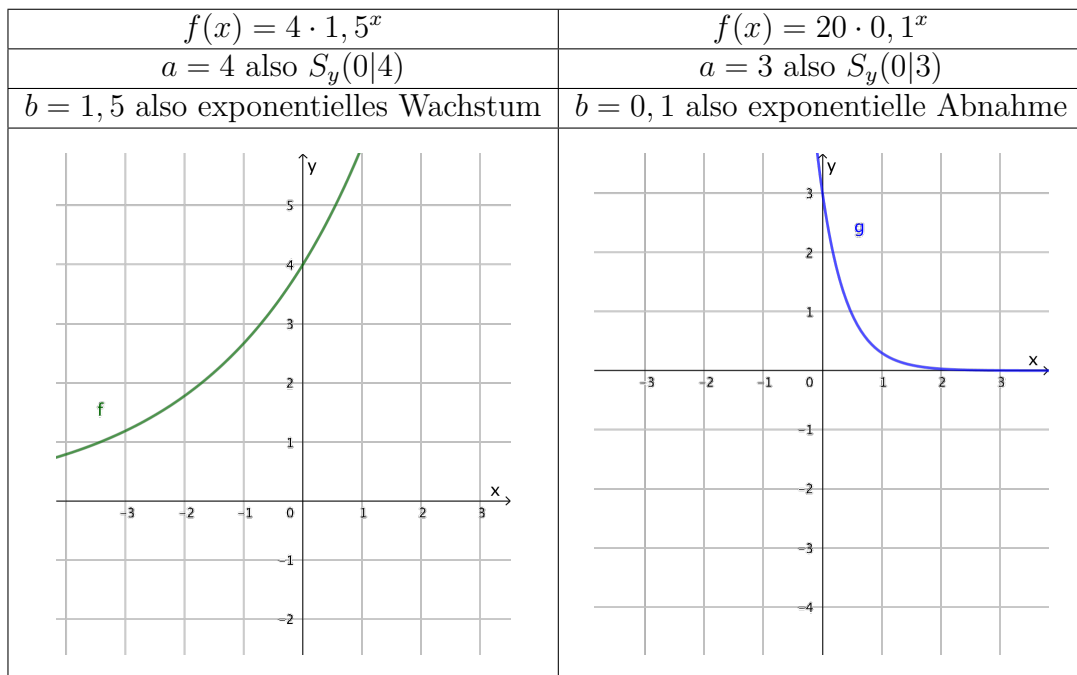 f(x) = 4 · 1, 5^x
f(x) = 20 · 0, 1^x
a = 4 also S_y(0|4)
a = 3 also S_y(0|3)
b = 1, 5 also exponentielles Wachstum
b = 0, 1 also exponentielle Abnahme
y
5
4
3
2
f
1
x
-3 -2 -1 0 1 2 3
-1
-2
y
3
g
2
1
x
-3 -2 -1 0 1 2 3
-1
-2
-3
-4